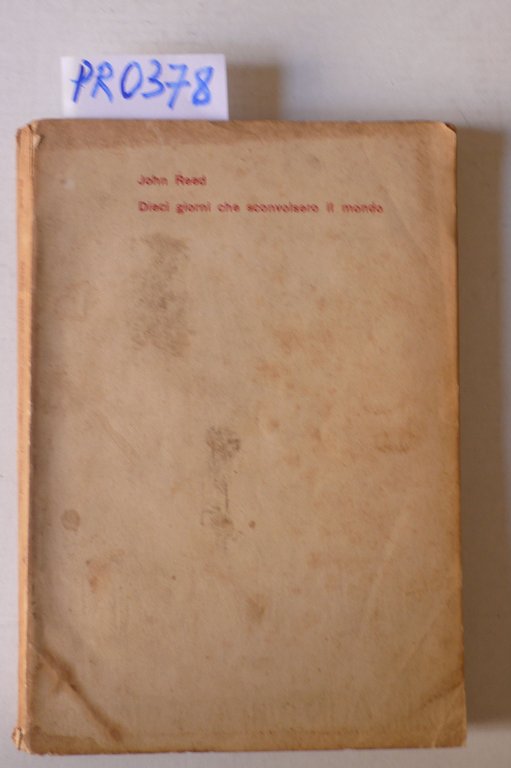 PR0378
John Reed
Dieci giorni che sconvolsero il mondo